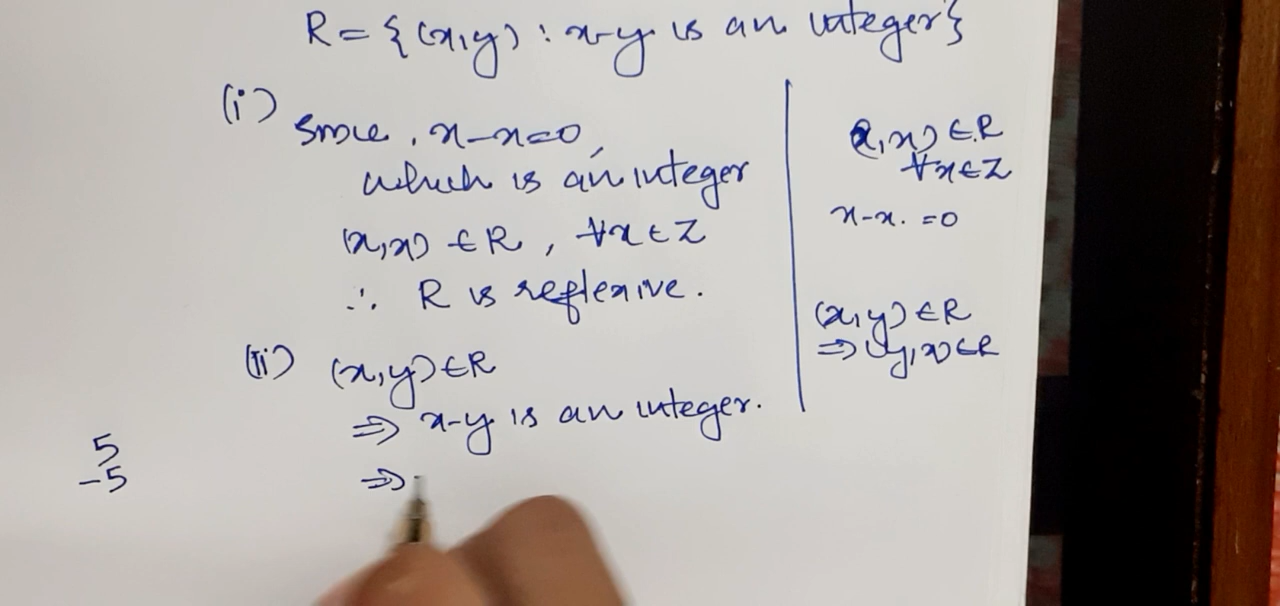 R = {(x,y) : x-y is an integer}
(i)
Since, x-x=0,
which is an integer
(x,x) ∈ R, ∀x∈Z
∴ R is reflexive.
(ii) (x,y)∈R
⇒ x-y is an integer.
⇒
5
-5
(x,x) ∈ R
∀x∈Z
x-x. =0
(x,y)∈R
⇒ (y,x)∈R